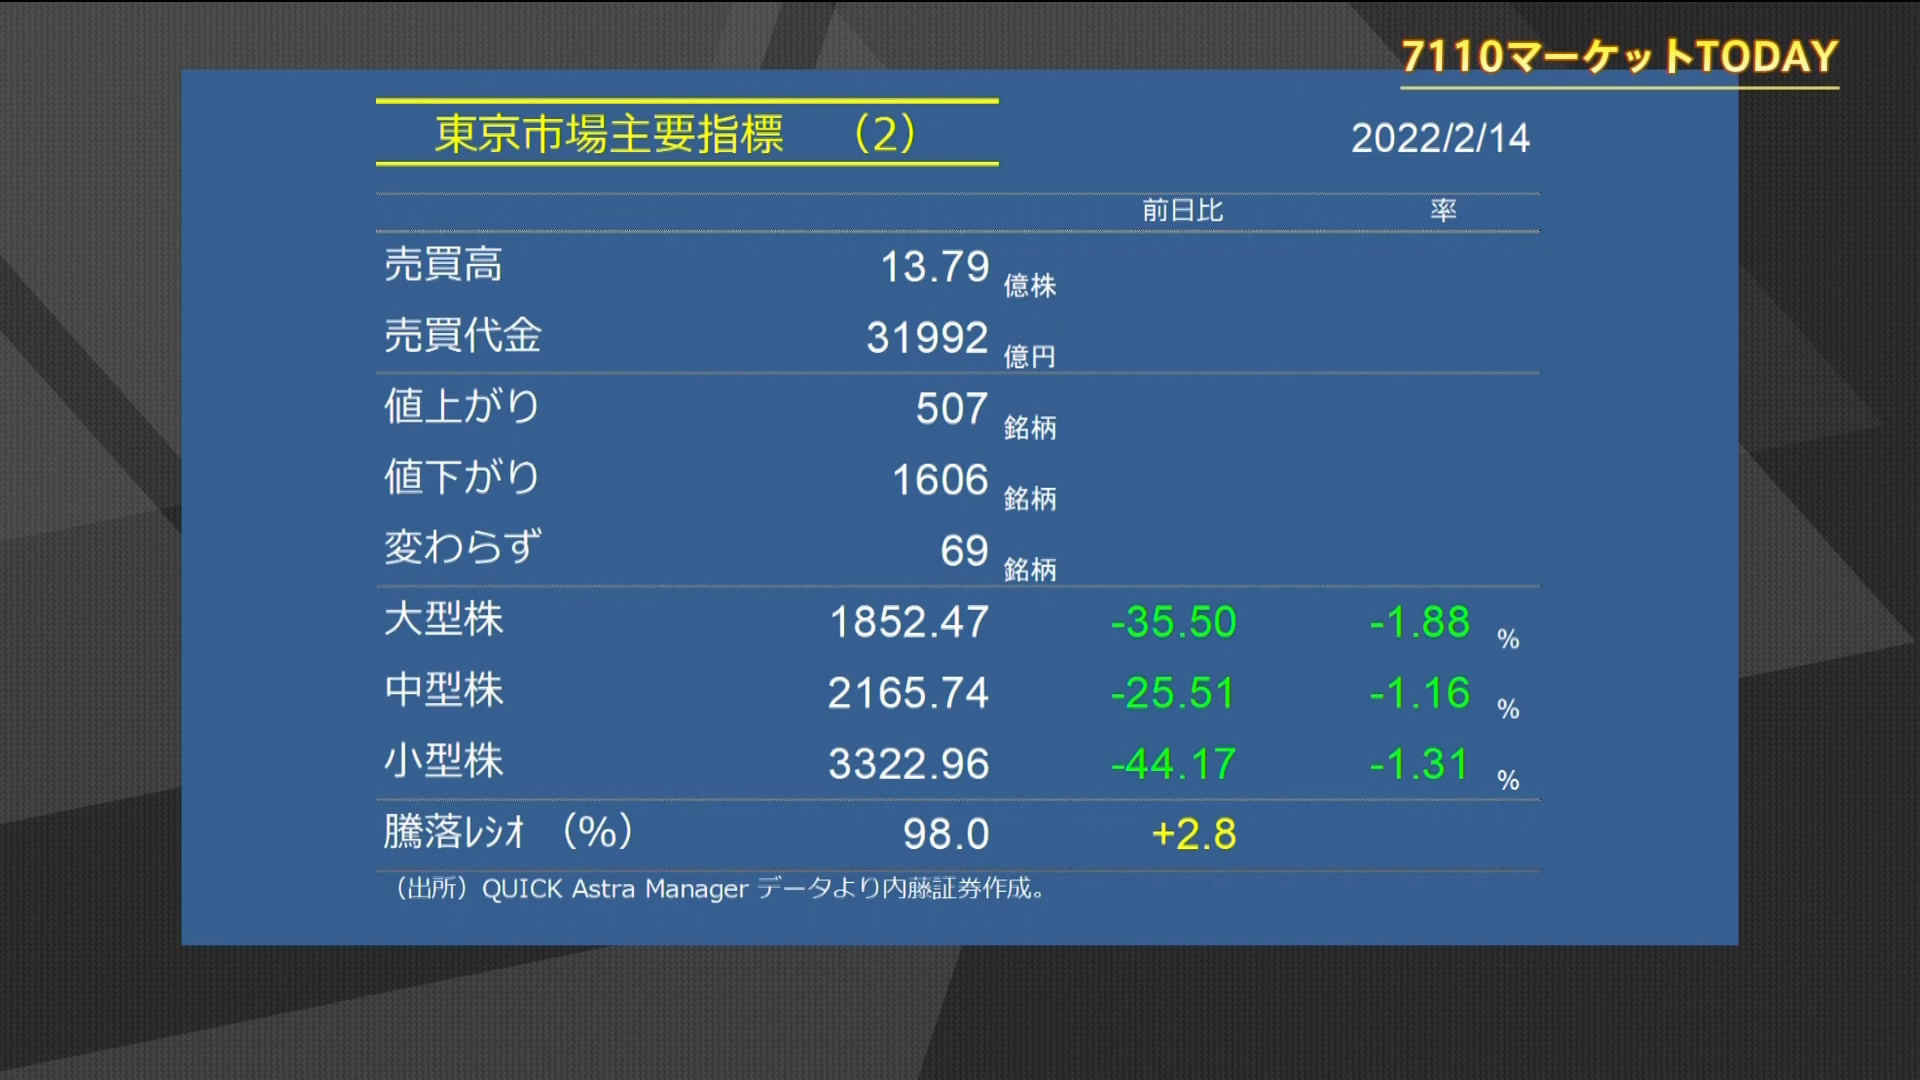 7110マーケットTODAY
東京市場主要指標 （2） 2022/2/14
前日比 率
売買高 13.79 億株
売買代金 31992 億円
値上がり 507 銘柄
値下がり 1606 銘柄
変わらず 69 銘柄
大型株 1852.47 -35.50 -1.88 %
中型株 2165.74 -25.51 -1.16 %
小型株 3322.96 -44.17 -1.31 %
騰落ﾚｼｵ （%） 98.0 +2.8
（出所）QUICK Astra Manager データより内藤証券作成。